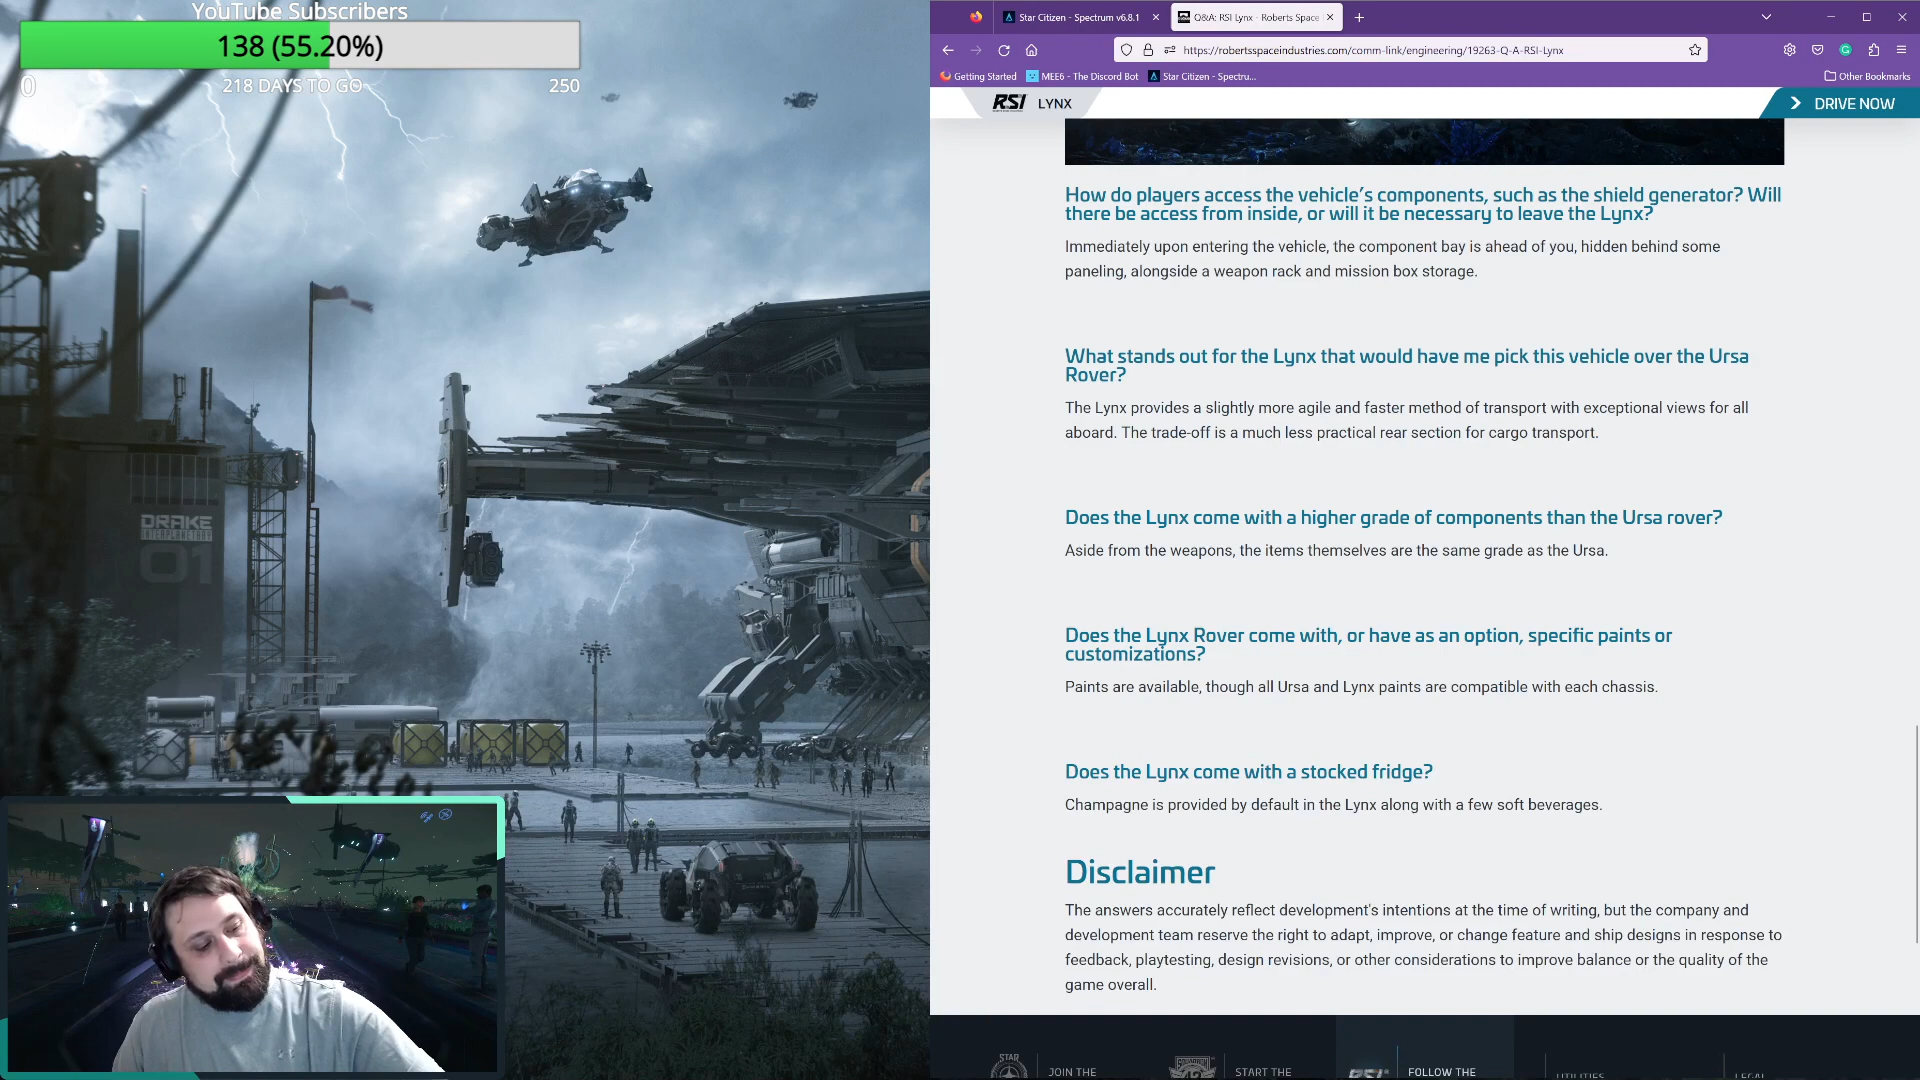 YouTube Subscribers
138 (55.20%)
0
218 DAYS TO GO
250
DRAKE
INTERPLANETARY
01
Star Citizen - Spectrum v6.8.1
Q&A: RSI Lynx - Roberts Space
https://robertsspaceindustries.com/comm-link/engineering/19263-Q-A-RSI-Lynx
Getting Started
MEE6 - The Discord Bot
Star Citizen - Spectru...
Other Bookmarks
RSI LYNX
DRIVE NOW
How do players access the vehicle’s components, such as the shield generator? Will
there be access from inside, or will it be necessary to leave the Lynx?
Immediately upon entering the vehicle, the component bay is ahead of you, hidden behind some
paneling, alongside a weapon rack and mission box storage.
What stands out for the Lynx that would have me pick this vehicle over the Ursa
Rover?
The Lynx provides a slightly more agile and faster method of transport with exceptional views for all
aboard. The trade-off is a much less practical rear section for cargo transport.
Does the Lynx come with a higher grade of components than the Ursa rover?
Aside from the weapons, the items themselves are the same grade as the Ursa.
Does the Lynx Rover come with, or have as an option, specific paints or
customizations?
Paints are available, though all Ursa and Lynx paints are compatible with each chassis.
Does the Lynx come with a stocked fridge?
Champagne is provided by default in the Lynx along with a few soft beverages.
Disclaimer
The answers accurately reflect development's intentions at the time of writing, but the company and
development team reserve the right to adapt, improve, or change feature and ship designs in response to
feedback, playtesting, design revisions, or other considerations to improve balance or the quality of the
game overall.
STAR
JOIN THE
START THE
RSI
FOLLOW THE
UTILITIES
LEGAL